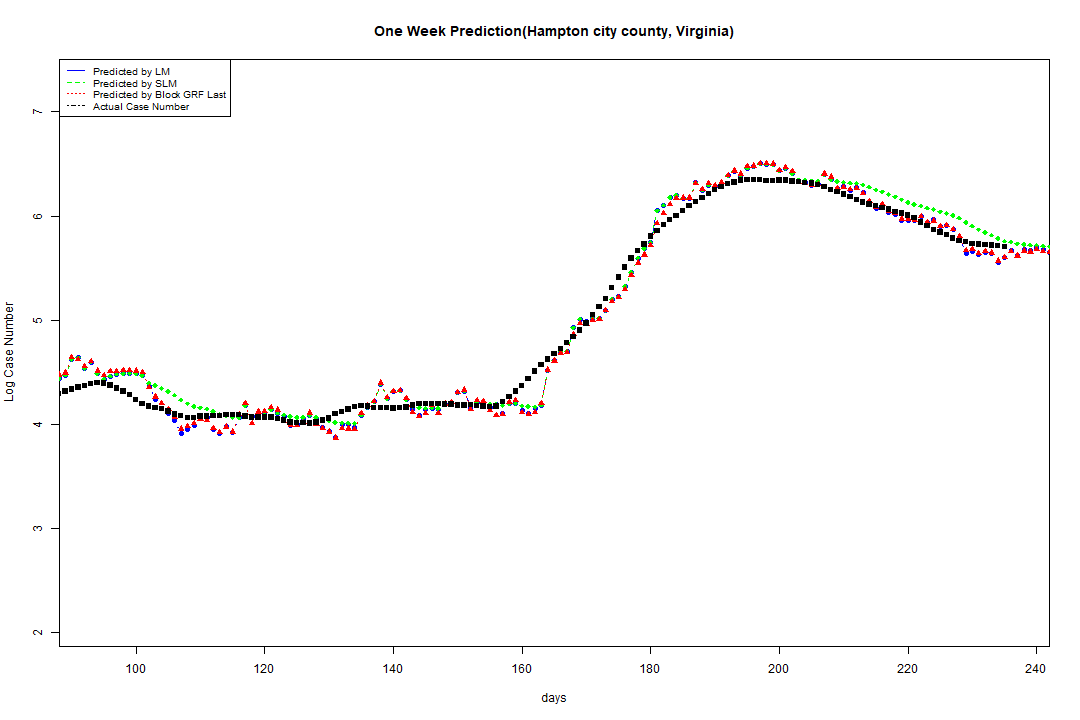 One Week Prediction(Hampton city county, Virginia)
Predicted by LM
Predicted by SLM
Predicted by Block GRF Last
Actual Case Number
7
6
5
4
3
2
Log Case Number
100 120 140 160 180 200 220 240
days